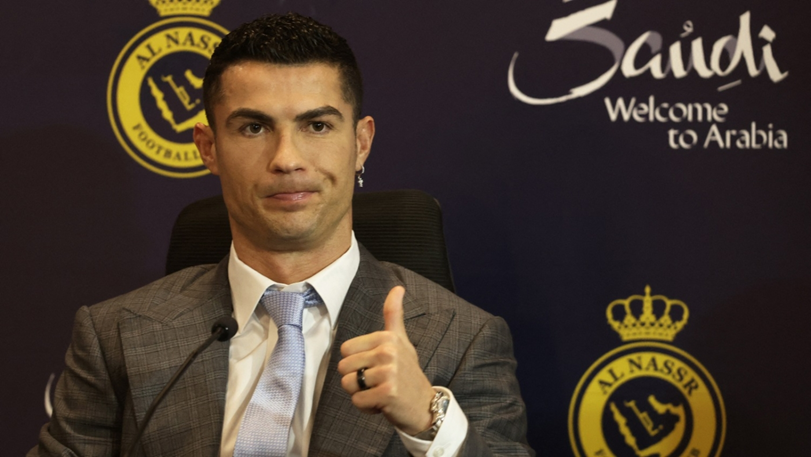 AL NASSR
FOOTBALL
Saudi
Welcome
to Arabia
AL NASSR